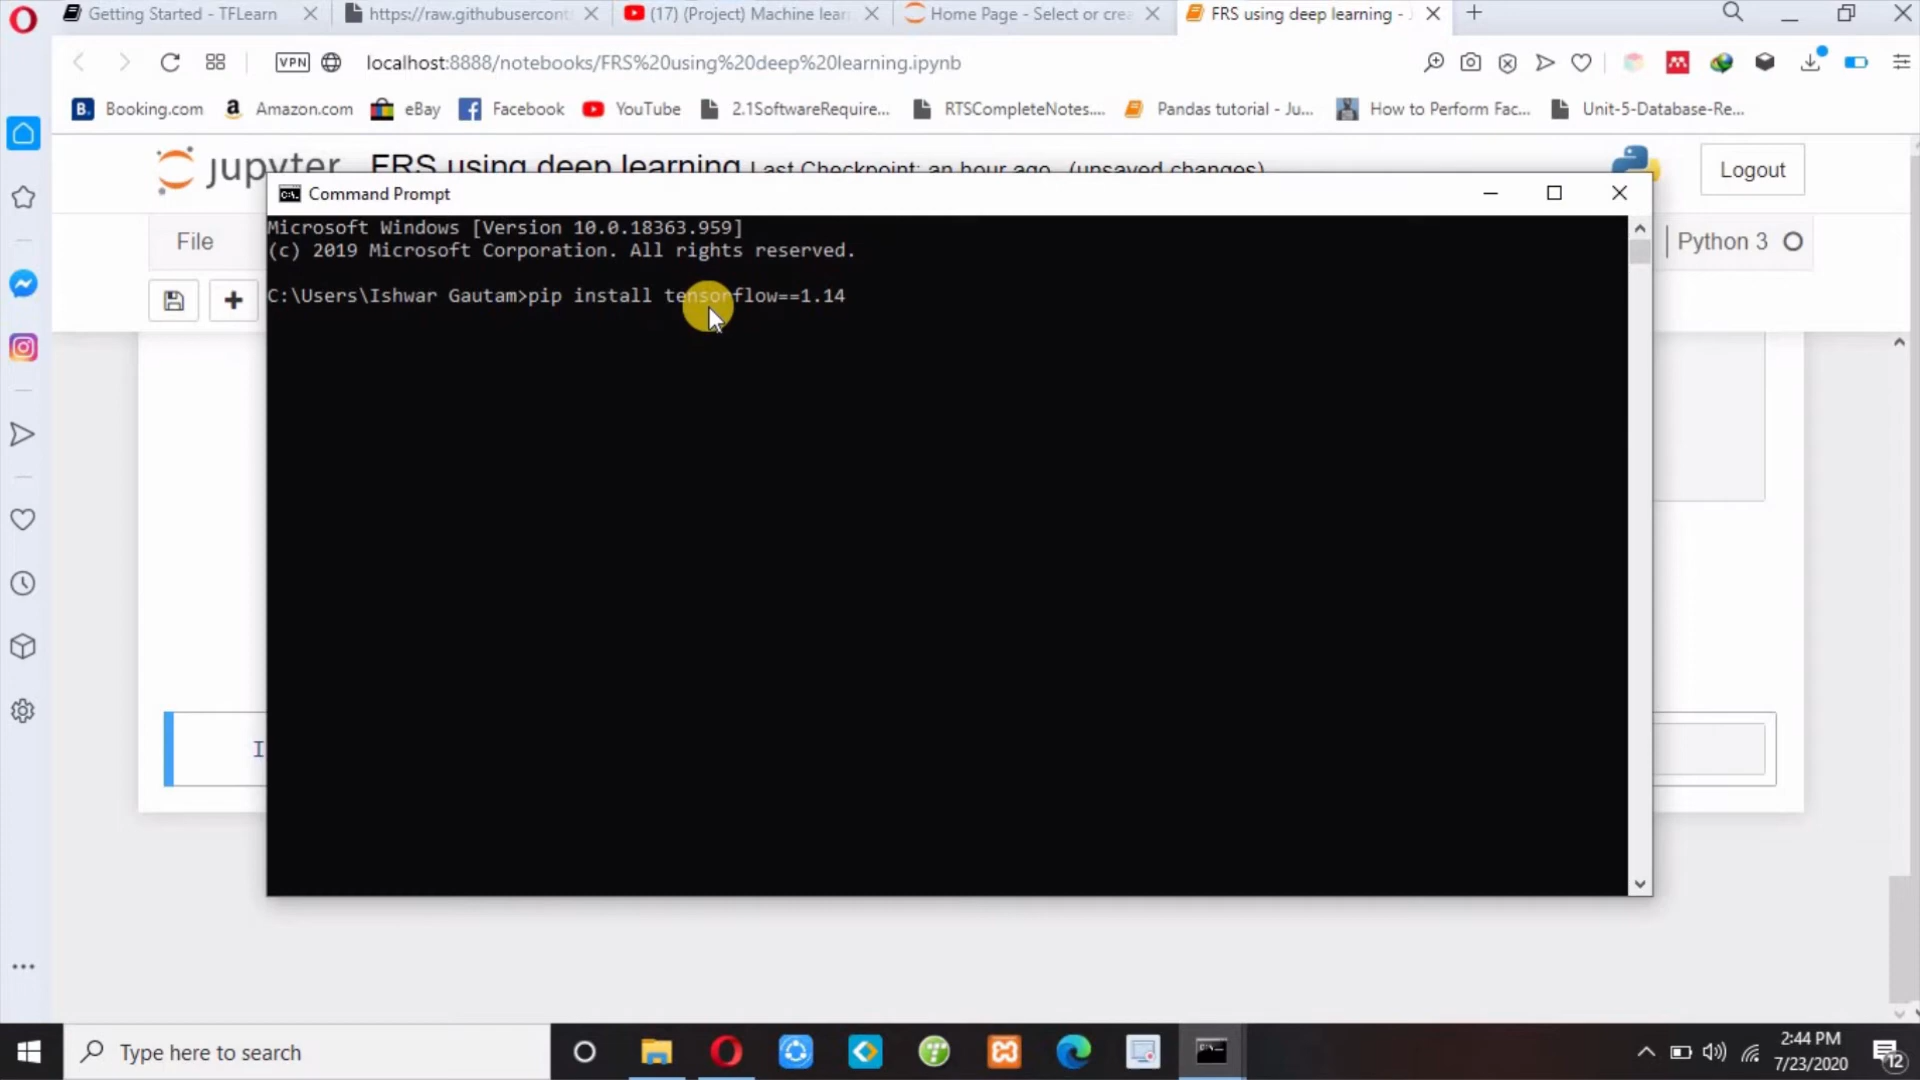 Getting Started - TFLearn
https://raw.githubusercont
(17) (Project) Machine lear
Home Page - Select or crea
FRS using deep learning - J
VPN
localhost:8888/notebooks/FRS%20using%20deep%20learning.ipynb
Booking.com
Amazon.com
eBay
Facebook
YouTube
2.1SoftwareRequire...
RTSCompleteNotes....
Pandas tutorial - Ju...
How to Perform Fac...
Unit-5-Database-Re...
jupyter
FRS using deep learning Last Checkpoint: an hour ago (unsaved changes)
Logout
Command Prompt
Microsoft Windows [Version 10.0.18363.959]
(c) 2019 Microsoft Corporation. All rights reserved.
File
Python 3
C:\Users\Ishwar Gautam>pip install tensorflow==1.14
I
Type here to search
2:44 PM
7/23/2020
12